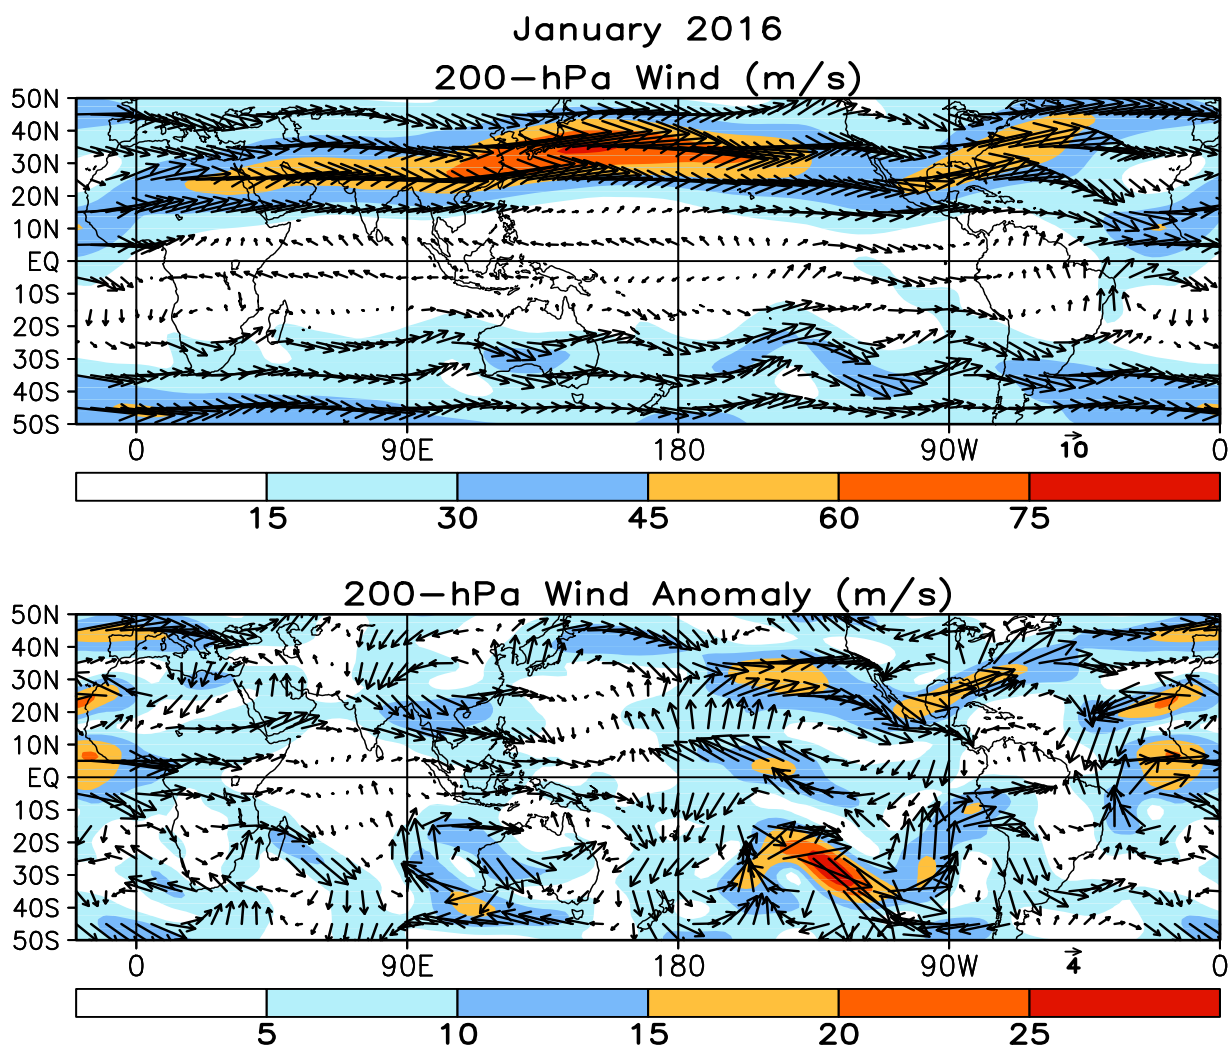 January 2016
200-hPa Wind (m/s)
50N
40N
30N
20N
10N
EQ
10S
20S
30S
40S
50S
0 90E 180 90W 0
10
15 30 45 60 75
200-hPa Wind Anomaly (m/s)
50N
40N
30N
20N
10N
EQ
10S
20S
30S
40S
50S
0 90E 180 90W 0
4
5 10 15 20 25